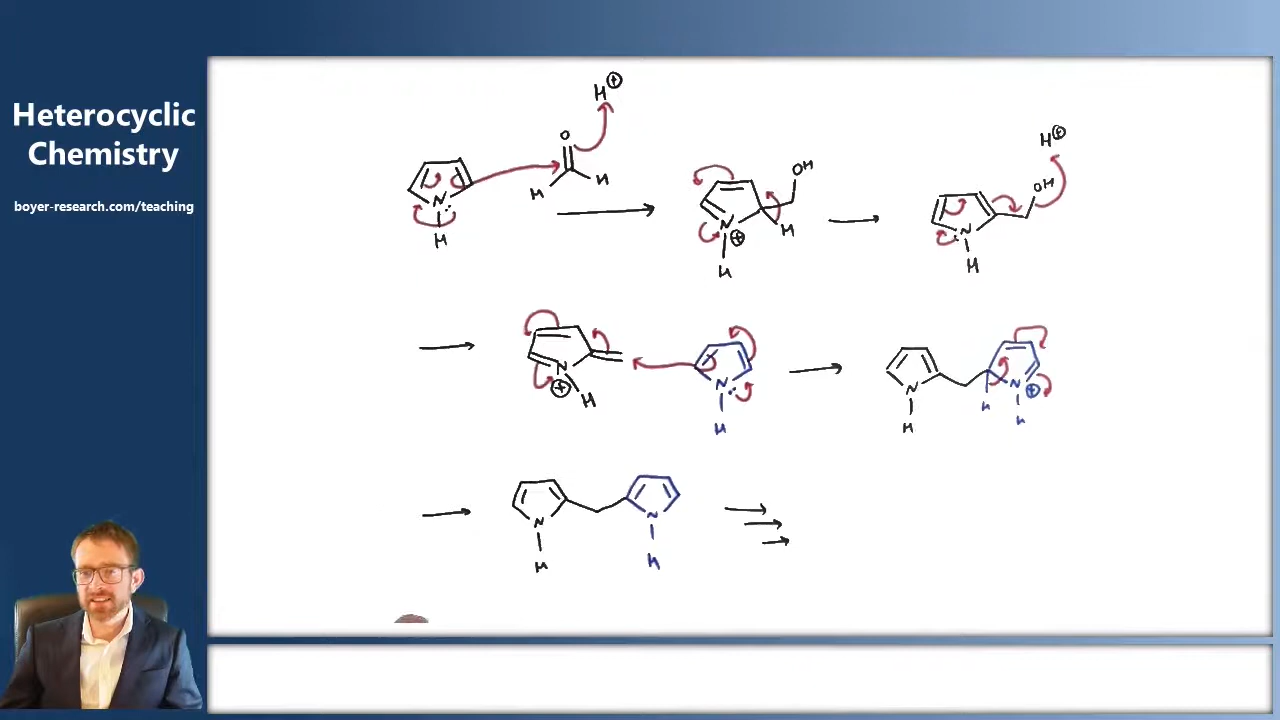 Heterocyclic
Chemistry
boyer-research.com/teaching
H⊕
O
H H
N
H
OH
H
N ⊕
H
H⊕
OH
N
H
N
⊕ H
N
H
N
H
N ⊕
H H
N
H
N
H